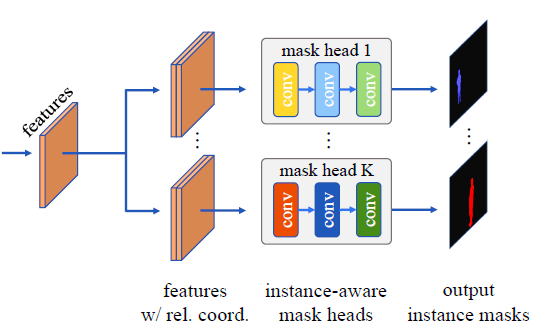 features
mask head 1
conv
conv
conv
mask head K
conv
conv
conv
features
w/ rel. coord.
instance-aware
mask heads
output
instance masks